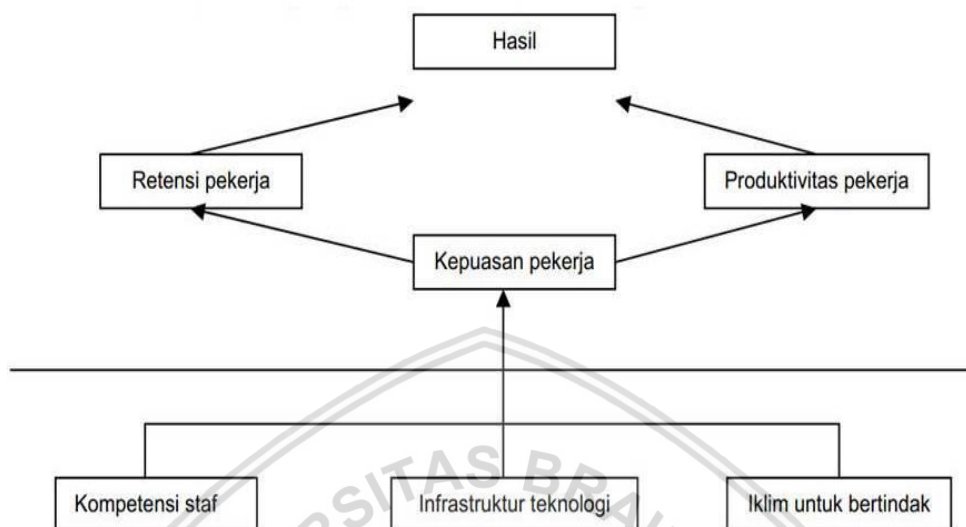 Hasil
Retensi pekerja
Produktivitas pekerja
Kepuasan pekerja
Kompetensi staf
Infrastruktur teknologi
Iklim untuk bertindak